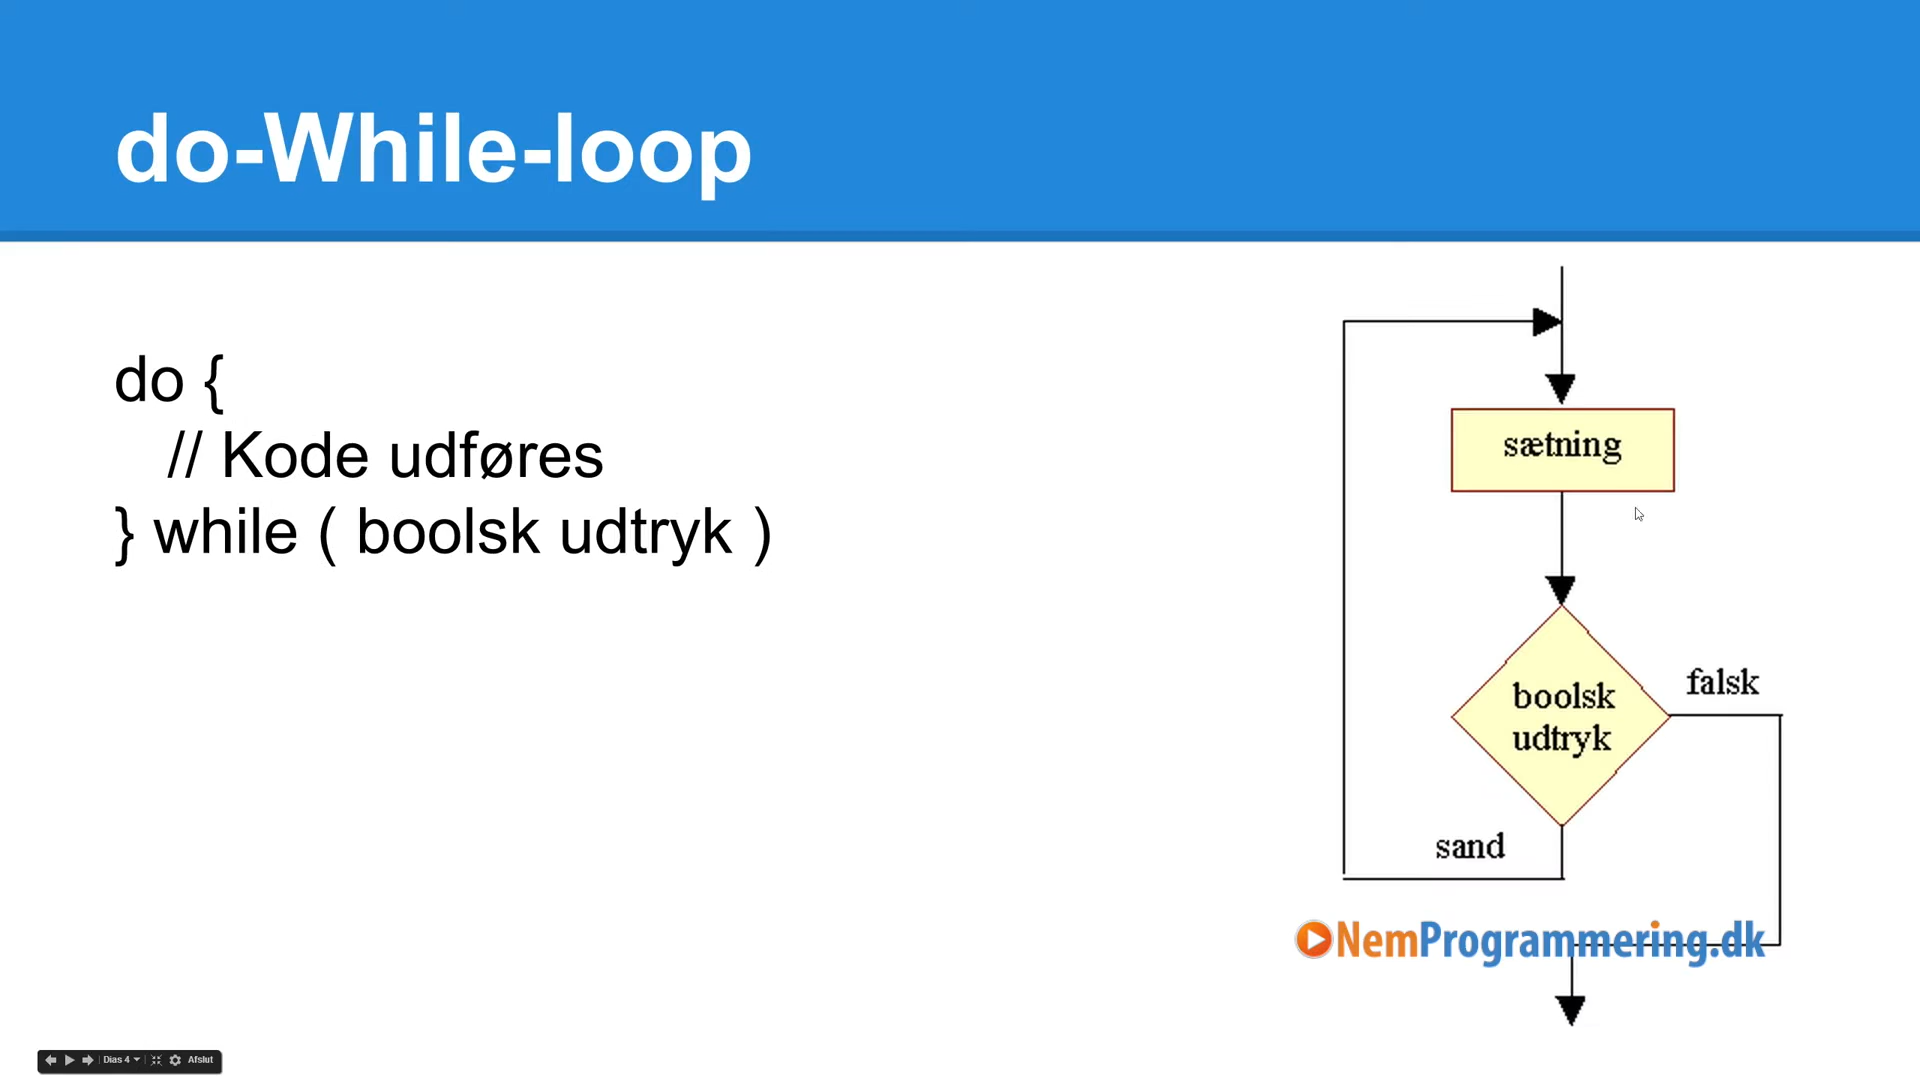 do-While-loop
do {
// Kode udføres
} while ( boolsk udtryk )
sætning
boolsk
udtryk
falsk
sand
NemProgrammering.dk
Dias 4
Afslut